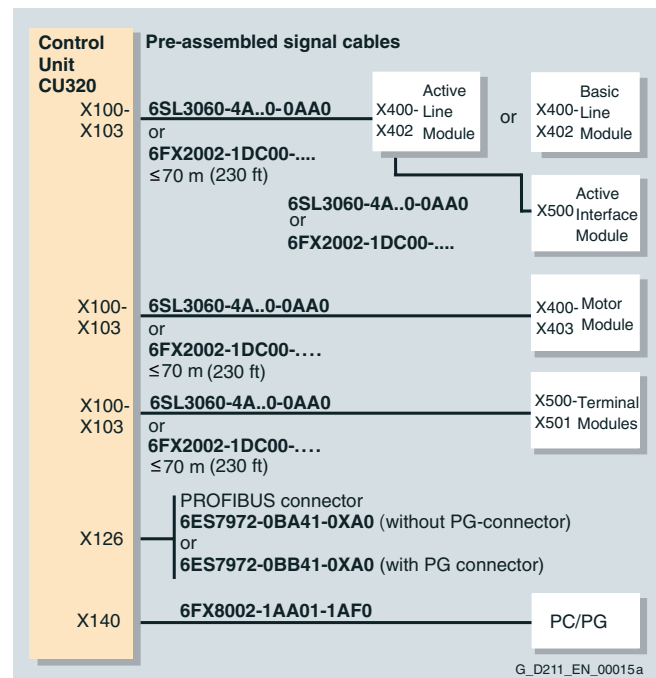 Control Unit CU320
Pre-assembled signal cables
X100-X103
6SL3060-4A..0-0AA0
or
6FX2002-1DC00-....
≤70 m (230 ft)
X400-X402
Active Line Module
or
X400-X402
Basic Line Module
6SL3060-4A..0-0AA0
or
6FX2002-1DC00-....
X500
Active Interface Module
X100-X103
6SL3060-4A..0-0AA0
or
6FX2002-1DC00-....
≤70 m (230 ft)
X400-X403
Motor Module
X100-X103
6SL3060-4A..0-0AA0
or
6FX2002-1DC00-....
≤70 m (230 ft)
X500-X501
Terminal Modules
X126
PROFIBUS connector
6ES7972-0BA41-0XA0 (without PG-connector)
or
6ES7972-0BB41-0XA0 (with PG connector)
X140
6FX8002-1AA01-1AF0
PC/PG
G_D211_EN_00015a